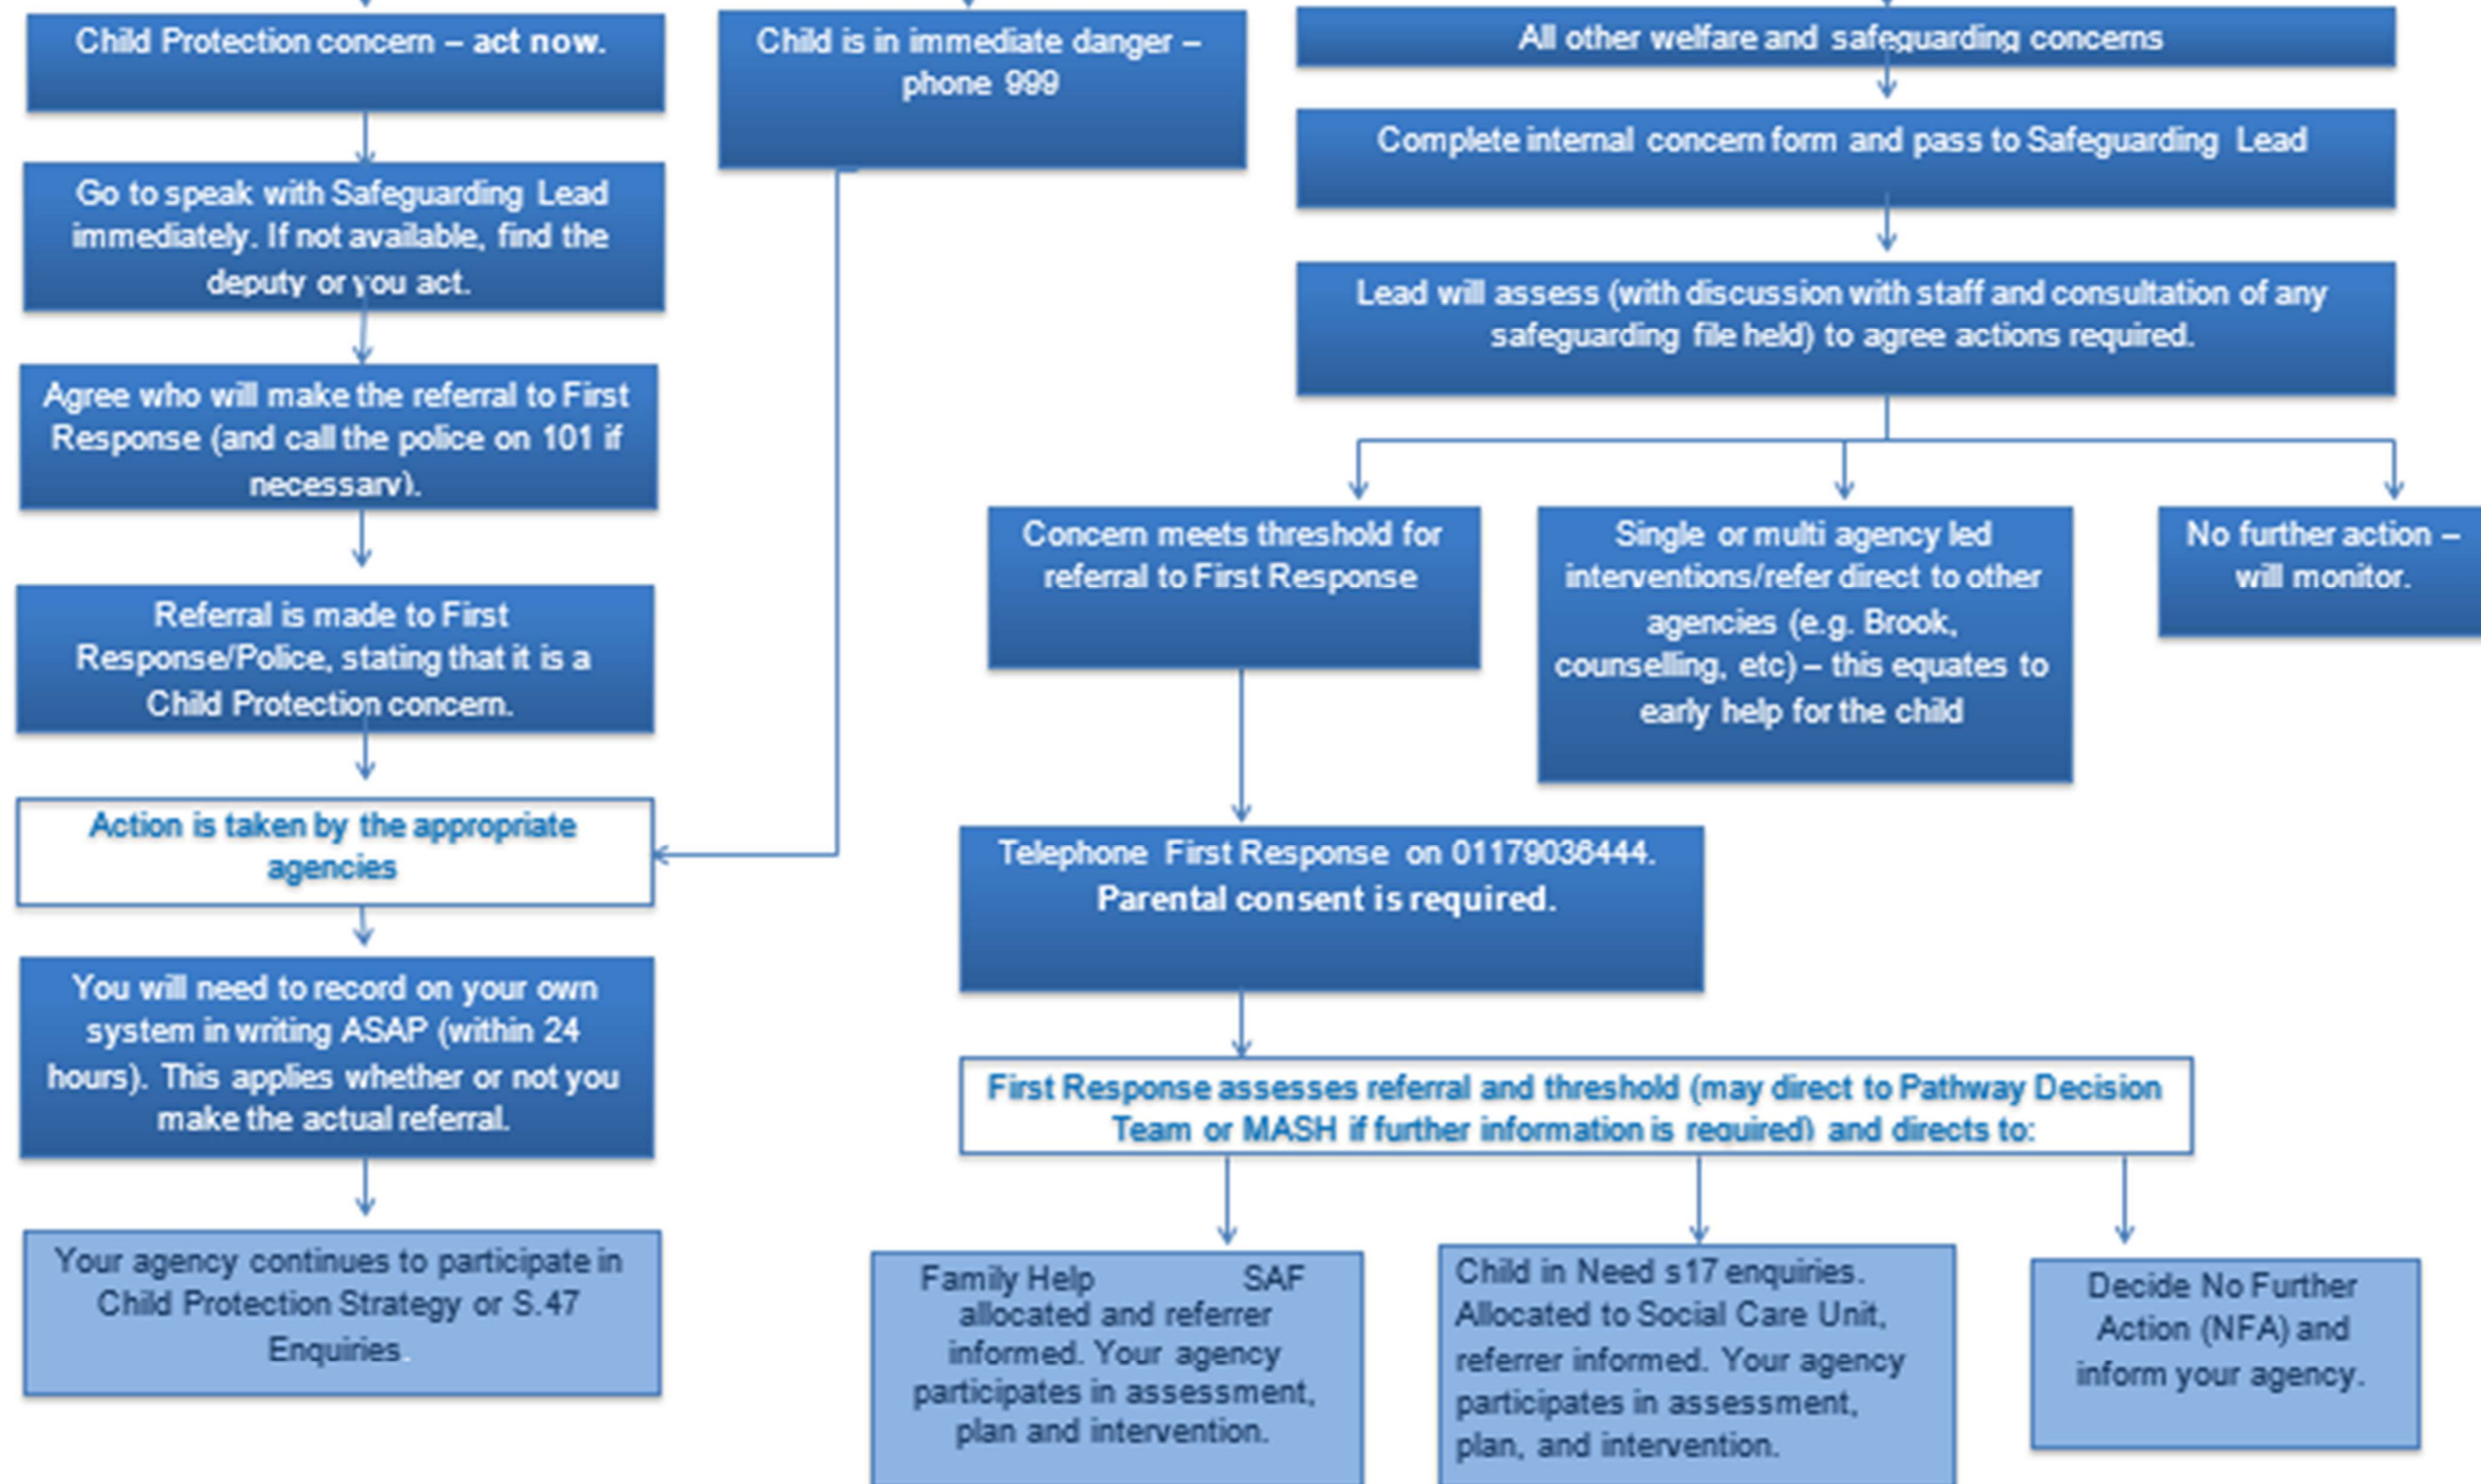 Child Protection concern – act now.
Go to speak with Safeguarding Lead
immediately. If not available, find the
deputy or you act.
Agree who will make the referral to First
Response (and call the police on 101 if
necessary).
Referral is made to First
Response/Police, stating that it is a
Child Protection concern.
Action is taken by the appropriate
agencies
You will need to record on your own
system in writing ASAP (within 24
hours). This applies whether or not you
make the actual referral.
Your agency continues to participate in
Child Protection Strategy or S.47
Enquiries.
Child is in immediate danger –
phone 999
All other welfare and safeguarding concerns
Complete internal concern form and pass to Safeguarding Lead
Lead will assess (with discussion with staff and consultation of any
safeguarding file held) to agree actions required.
Concern meets threshold for
referral to First Response
Single or multi agency led
interventions/refer direct to other
agencies (e.g. Brook,
counselling, etc) – this equates to
early help for the child
No further action –
will monitor.
Telephone First Response on 01179036444.
Parental consent is required.
First Response assesses referral and threshold (may direct to Pathway Decision
Team or MASH if further information is required) and directs to:
Family Help SAF
allocated and referrer
informed. Your agency
participates in assessment,
plan and intervention.
Child in Need s17 enquiries.
Allocated to Social Care Unit,
referrer informed. Your agency
participates in assessment,
plan, and intervention.
Decide No Further
Action (NFA) and
inform your agency.